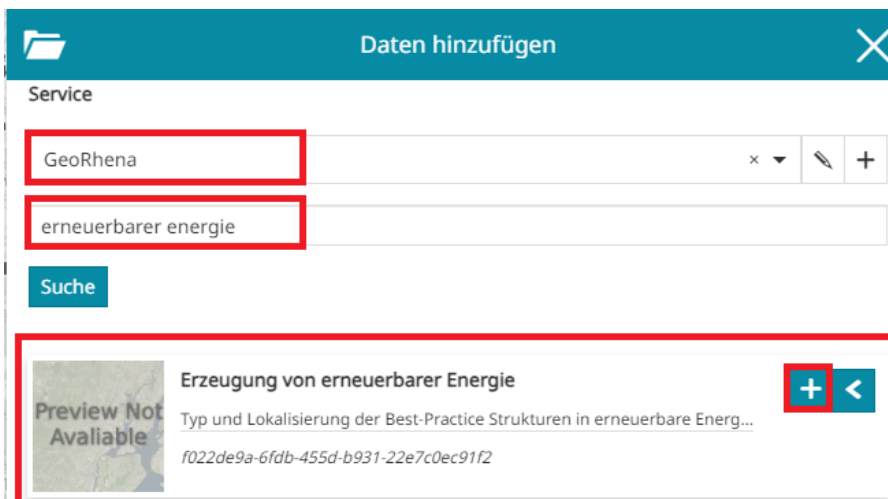 Daten hinzufügen
Service
GeoRhena
erneuerbarer energie
Suche
Erzeugung von erneuerbarer Energie
Preview Not
Avaliable
Typ und Lokalisierung der Best-Practice Strukturen in erneuerbare Energ...
f022de9a-6fdb-455d-b931-22e7c0ec91f2